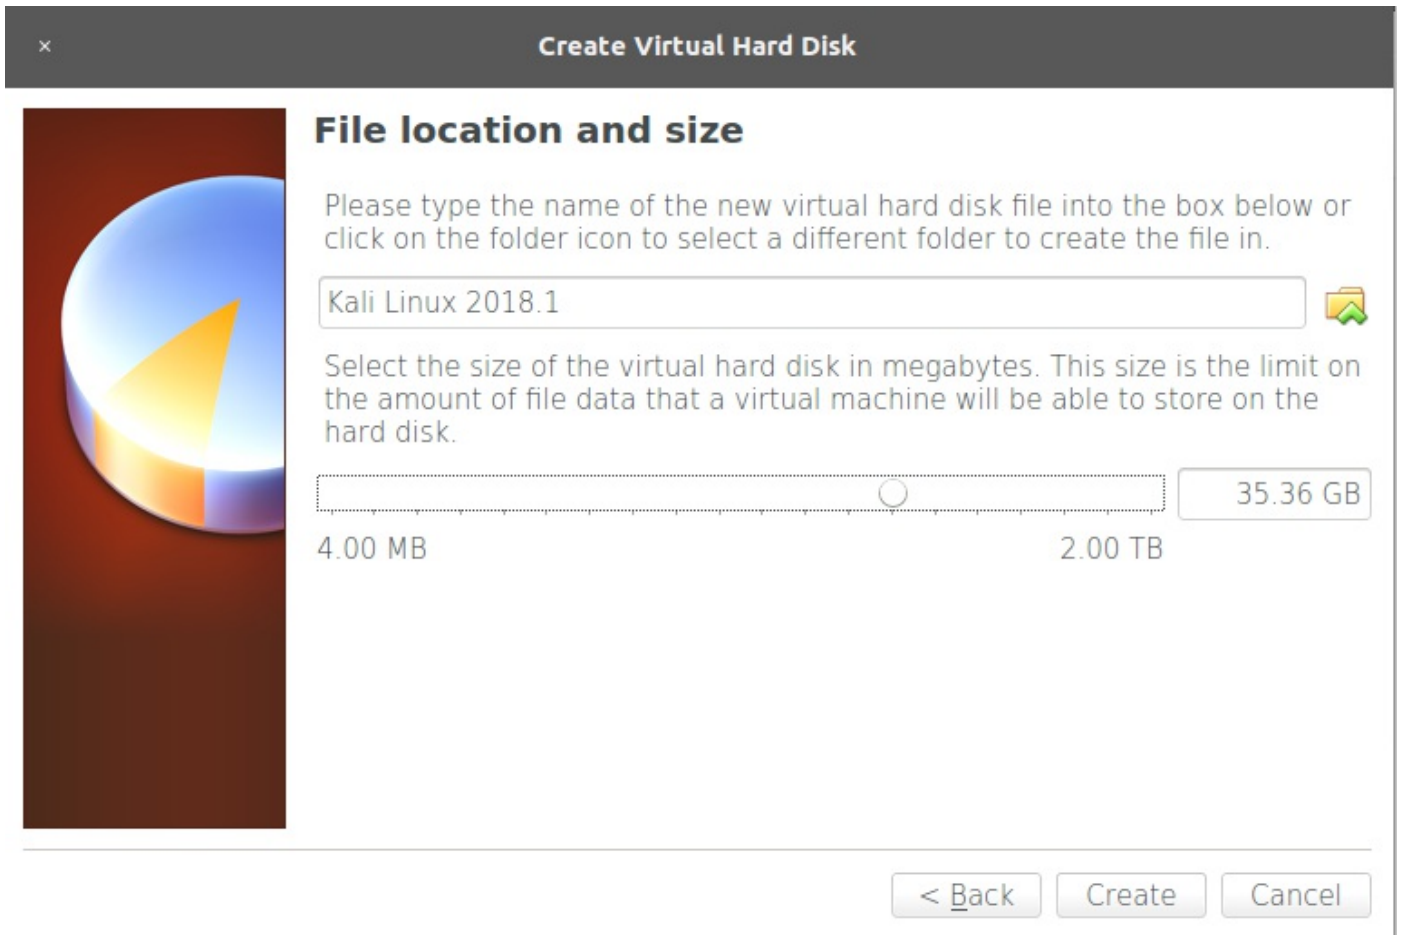 ×
Create Virtual Hard Disk
File location and size
Please type the name of the new virtual hard disk file into the box below or
click on the folder icon to select a different folder to create the file in.
Kali Linux 2018.1
Select the size of the virtual hard disk in megabytes. This size is the limit on
the amount of file data that a virtual machine will be able to store on the
hard disk.
35.36 GB
4.00 MB
2.00 TB
< Back
Create
Cancel